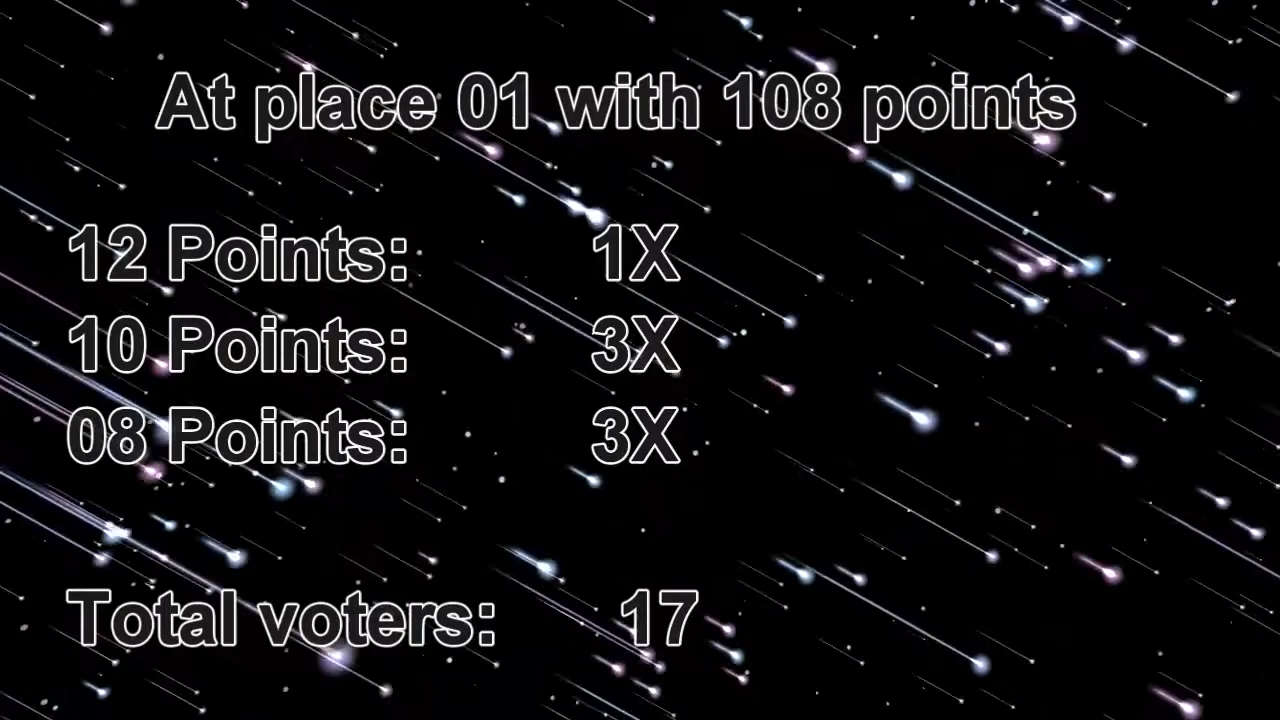 At place 01 with 108 points
12 Points: 1X
10 Points: 3X
08 Points: 3X
Total voters: 17